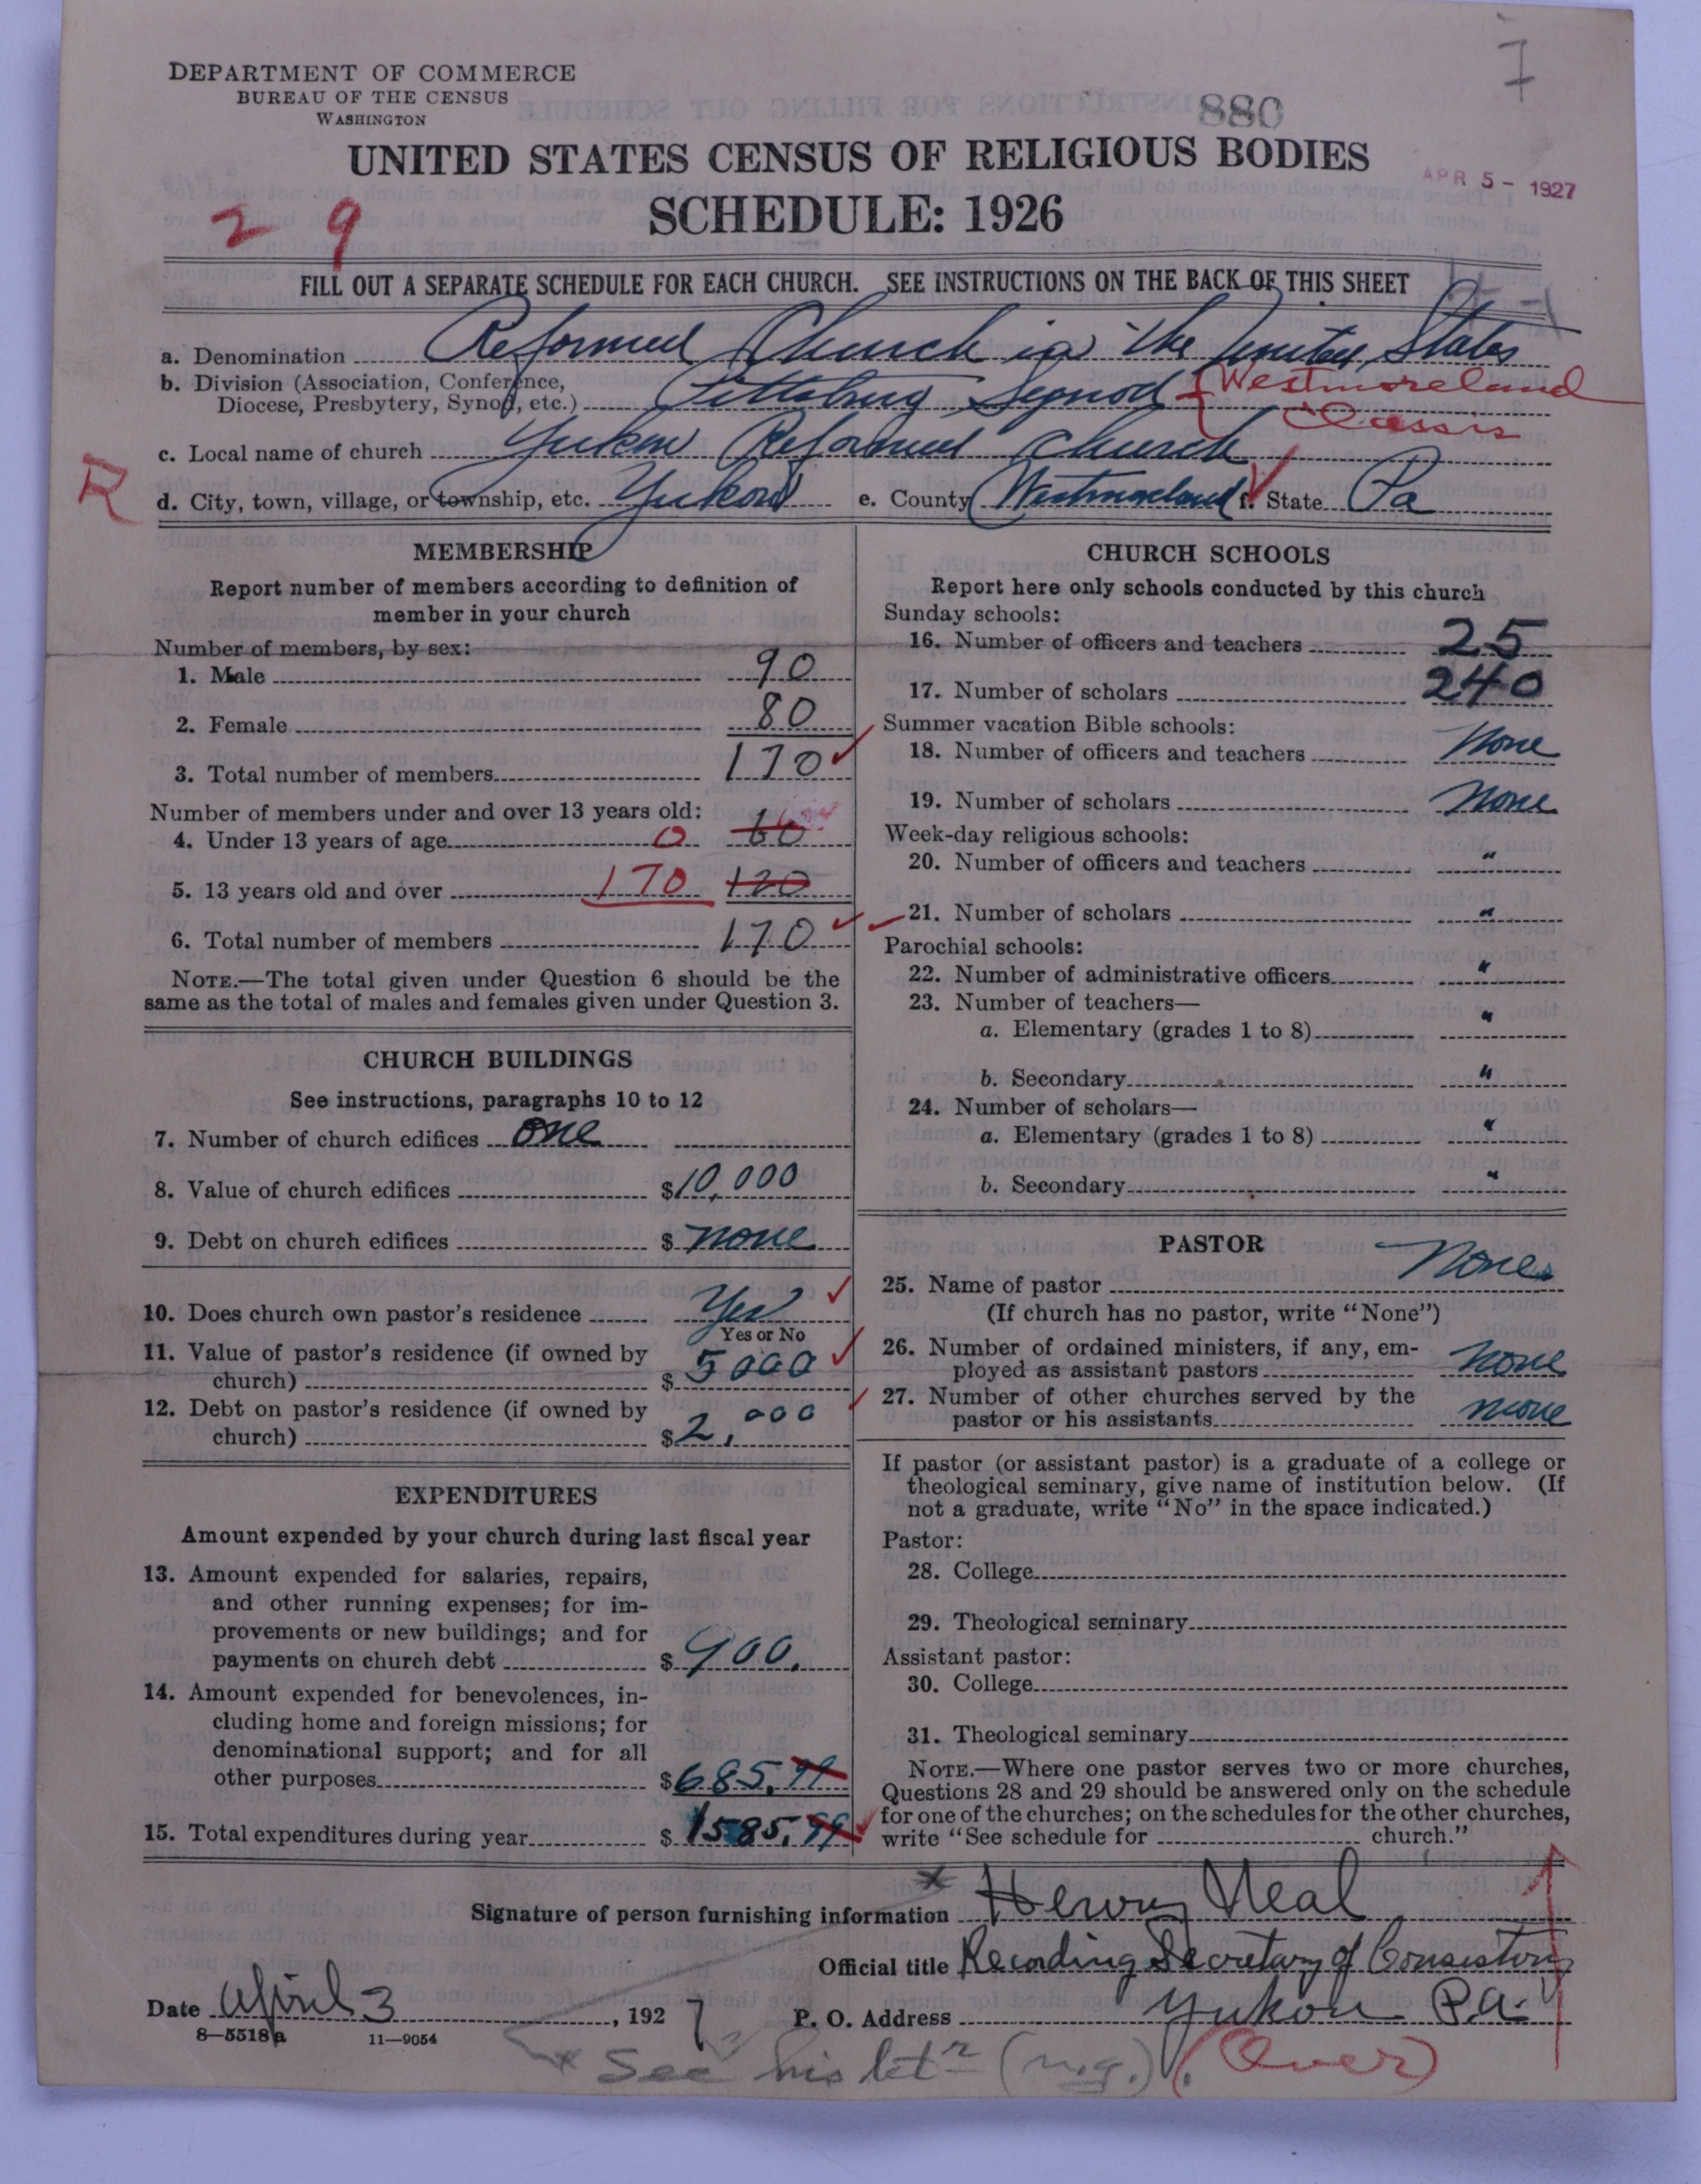 7
DEPARTMENT OF COMMERCE
BUREAU OF THE CENSUS
WASHINGTON
880
UNITED STATES CENSUS OF RELIGIOUS BODIES
APR 5 - 1927
2 9
SCHEDULE: 1926
FILL OUT A SEPARATE SCHEDULE FOR EACH CHURCH. SEE INSTRUCTIONS ON THE BACK OF THIS SHEET
a. Denomination Reformed Church in the United States
b. Division (Association, Conference, Diocese, Presbytery, Synod, etc.) Pittsburg Synod Westmoreland Classis
c. Local name of church Yukon Reformed Church
R
d. City, town, village, or township, etc. Yukon e. County Westmoreland f. State Pa
MEMBERSHIP
Report number of members according to definition of
member in your church
Number of members, by sex:
1. Male 90
2. Female 80
3. Total number of members 170
Number of members under and over 13 years old:
4. Under 13 years of age 0
5. 13 years old and over 170 120
6. Total number of members 170
NOTE.—The total given under Question 6 should be the
same as the total of males and females given under Question 3.
CHURCH BUILDINGS
See instructions, paragraphs 10 to 12
7. Number of church edifices One
8. Value of church edifices $10,000
9. Debt on church edifices $ none
10. Does church own pastor's residence Yes
Yes or No
11. Value of pastor's residence (if owned by
church) $ 5000
12. Debt on pastor's residence (if owned by
church) $2,000
EXPENDITURES
Amount expended by your church during last fiscal year
13. Amount expended for salaries, repairs,
and other running expenses; for im-
provements or new buildings; and for
payments on church debt $ 900.
14. Amount expended for benevolences, in-
cluding home and foreign missions; for
denominational support; and for all
other purposes $685.99
15. Total expenditures during year $ 1585.99
CHURCH SCHOOLS
Report here only schools conducted by this church
Sunday schools:
16. Number of officers and teachers 25
17. Number of scholars 240
Summer vacation Bible schools:
18. Number of officers and teachers None
19. Number of scholars None
Week-day religious schools:
20. Number of officers and teachers "
21. Number of scholars "
Parochial schools:
22. Number of administrative officers "
23. Number of teachers—
a. Elementary (grades 1 to 8) "
b. Secondary "
24. Number of scholars—
a. Elementary (grades 1 to 8) "
b. Secondary "
PASTOR
25. Name of pastor None
(If church has no pastor, write "None")
26. Number of ordained ministers, if any, em-
ployed as assistant pastors None
27. Number of other churches served by the
pastor or his assistants None
If pastor (or assistant pastor) is a graduate of a college or
theological seminary, give name of institution below. (If
not a graduate, write "No" in the space indicated.)
Pastor:
28. College
29. Theological seminary
Assistant pastor:
30. College
31. Theological seminary
NOTE.—Where one pastor serves two or more churches,
Questions 28 and 29 should be answered only on the schedule
for one of the churches; on the schedules for the other churches,
write "See schedule for church."
Signature of person furnishing information Henry Neal
Official title Recording Secretary of Consistory
Date April 3, 1927 P. O. Address Yukon Pa.
8—5518a 11—9054
* See his letr (n.g.) (Over)